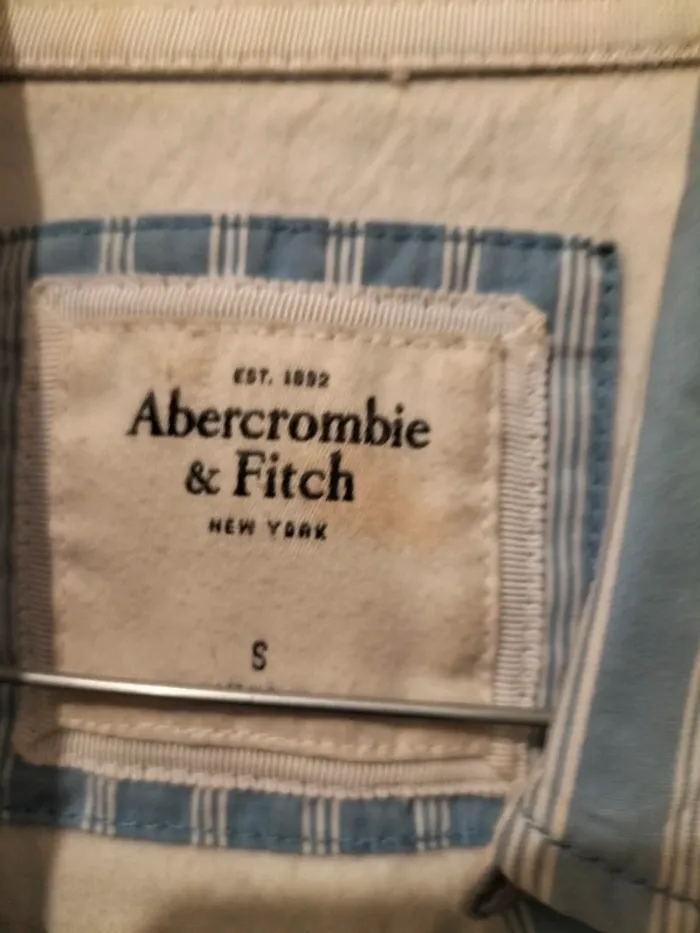 EST. 1892
Abercrombie
& Fitch
NEW YORK
S